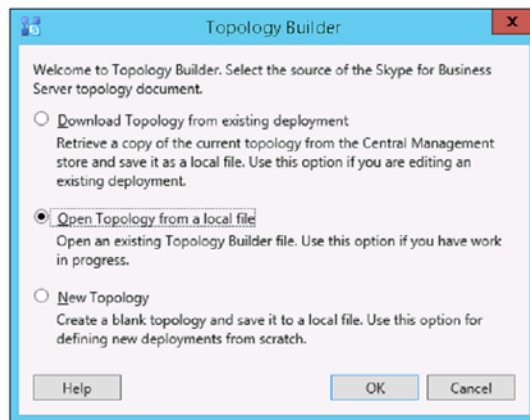 Topology Builder
X
Welcome to Topology Builder. Select the source of the Skype for Business
Server topology document.
Download Topology from existing deployment
Retrieve a copy of the current topology from the Central Management
store and save it as a local file. Use this option if you are editing an
existing deployment.
Open Topology from a local file
Open an existing Topology Builder file. Use this option if you have work
in progress.
New Topology
Create a blank topology and save it to a local file. Use this option for
defining new deployments from scratch.
Help
OK
Cancel